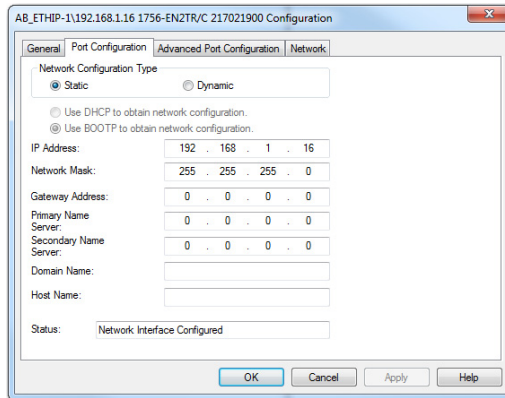 AB_ETHIP-1\192.168.1.16 1756-EN2TR/C 217021900 Configuration
General Port Configuration Advanced Port Configuration Network
Network Configuration Type
Static Dynamic
Use DHCP to obtain network configuration.
Use BOOTP to obtain network configuration.
IP Address: 192 . 168 . 1 . 16
Network Mask: 255 . 255 . 255 . 0
Gateway Address: 0 . 0 . 0 . 0
Primary Name
Server: 0 . 0 . 0 . 0
Secondary Name
Server: 0 . 0 . 0 . 0
Domain Name:
Host Name:
Status: Network Interface Configured
OK Cancel Apply Help